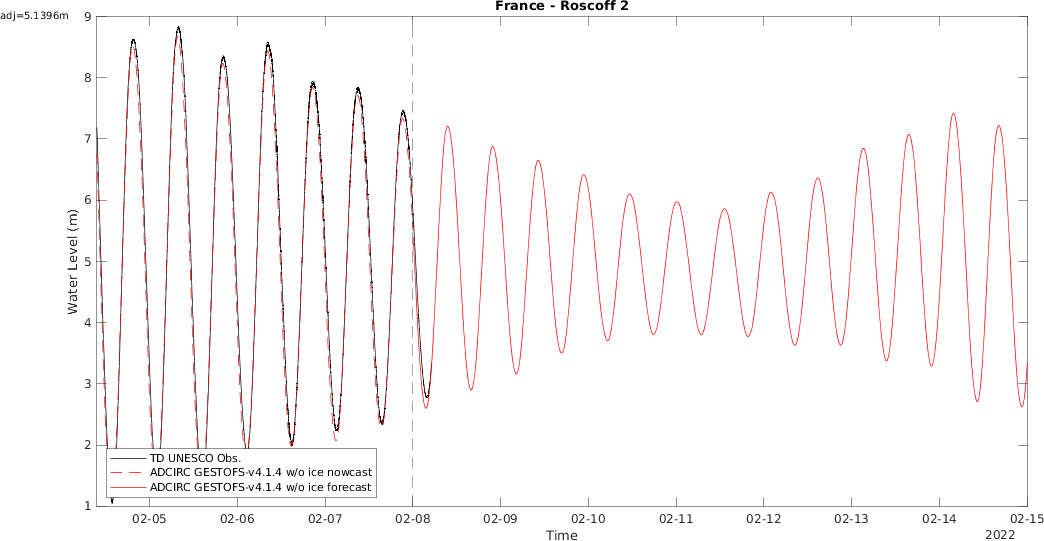 France - Roscoff 2
adj=5.1396m
9
8
7
6
5
4
3
2
1
Water Level (m)
TD UNESCO Obs.
ADCIRC GESTOFS-v4.1.4 w/o ice nowcast
ADCIRC GESTOFS-v4.1.4 w/o ice forecast
02-05 02-06 02-07 02-08 02-09 02-10 02-11 02-12 02-13 02-14 02-15
Time
2022